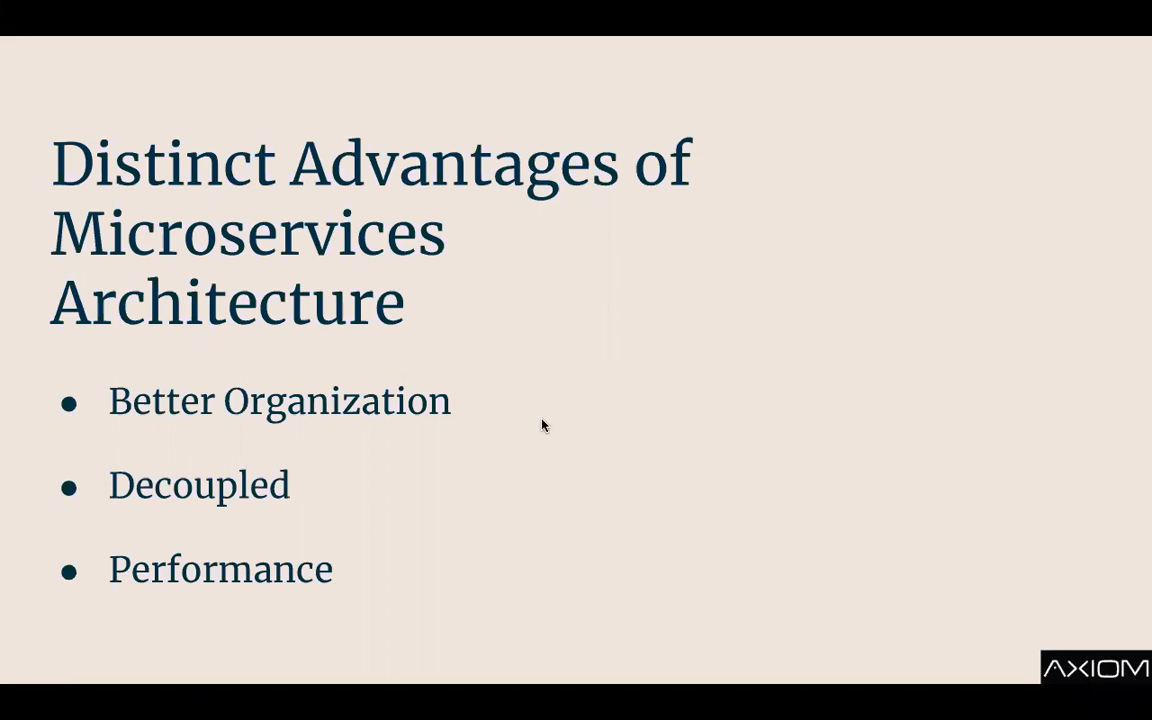 Distinct Advantages of
Microservices
Architecture
● Better Organization
● Decoupled
● Performance
AXIOM